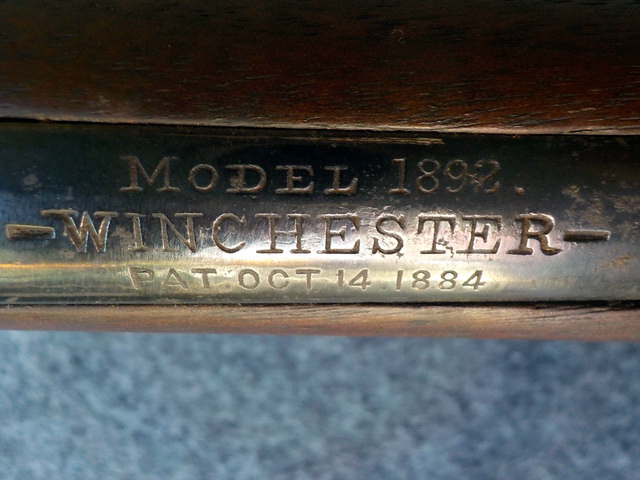 MODEL 1892.
-WINCHESTER-
PAT. OCT 14. 1884